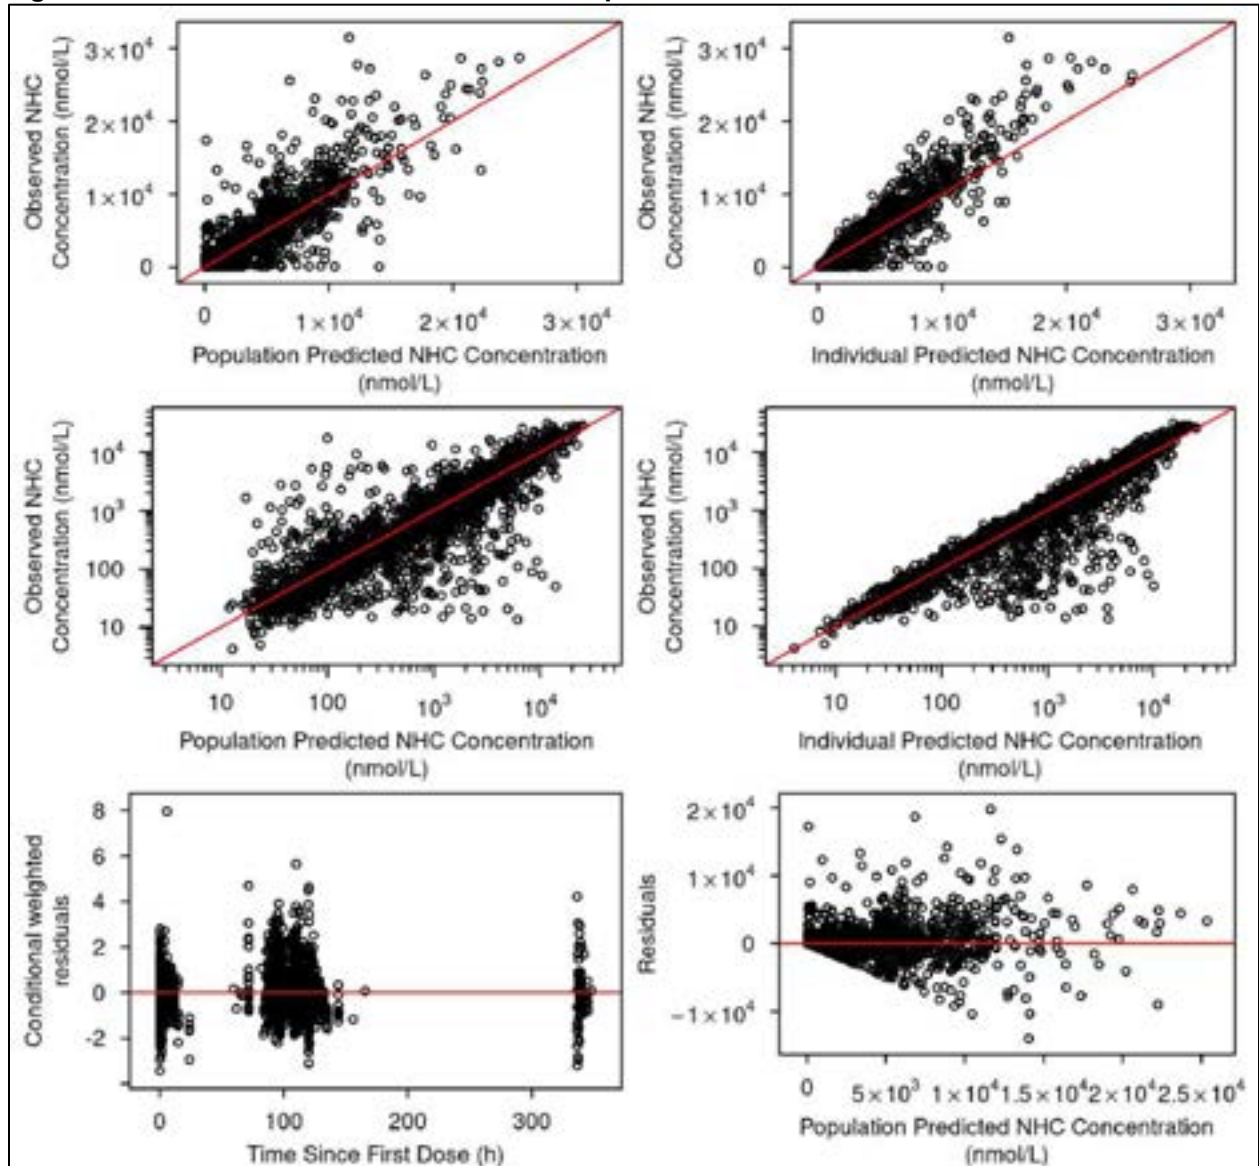 Observed NHC
Concentration (nmol/L)
3×10⁴
2×10⁴
1×10⁴
0
0
1×10⁴
2×10⁴
3×10⁴
Population Predicted NHC Concentration
(nmol/L)
Observed NHC
Concentration (nmol/L)
3×10⁴
2×10⁴
1×10⁴
0
0
1×10⁴
2×10⁴
3×10⁴
Individual Predicted NHC Concentration
(nmol/L)
Observed NHC
Concentration (nmol/L)
10⁴
10³
100
10
10
100
10³
10⁴
Population Predicted NHC Concentration
(nmol/L)
Observed NHC
Concentration (nmol/L)
10⁴
10³
100
10
10
100
10³
10⁴
Individual Predicted NHC Concentration
(nmol/L)
Conditional weighted
residuals
8
6
4
2
0
-2
0
100
200
300
Time Since First Dose (h)
Residuals
2×10⁴
1×10⁴
0
−1×10⁴
0
5×10³
1×10⁴
1.5×10⁴
2×10⁴
2.5×10⁴
Population Predicted NHC Concentration
(nmol/L)